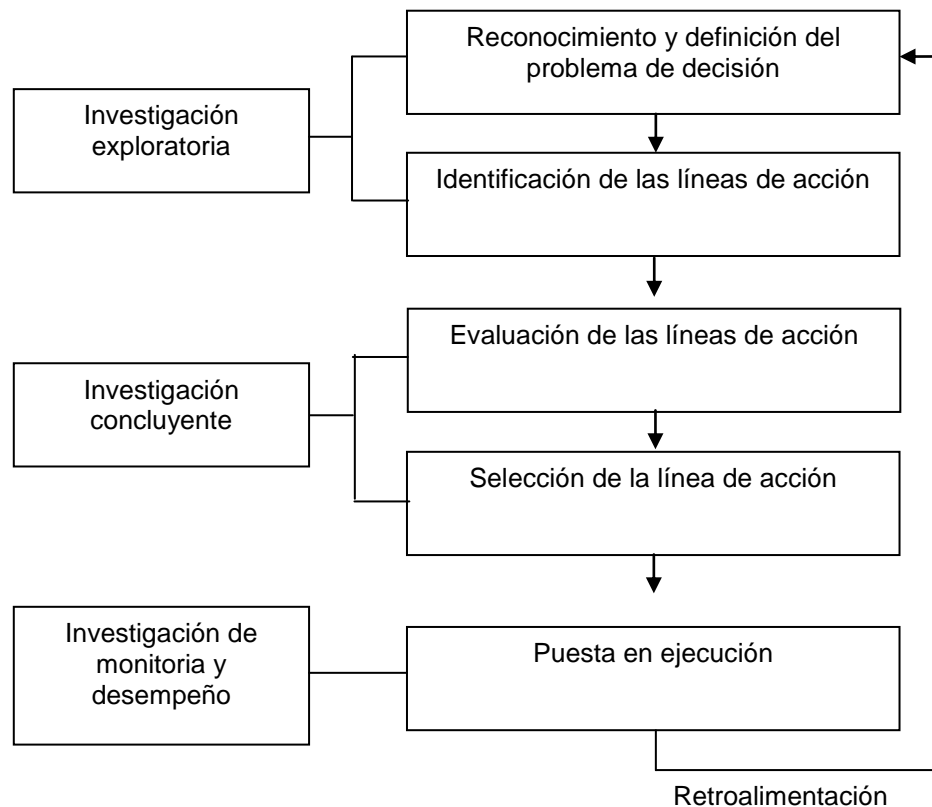 Reconocimiento y definición del
problema de decisión
Investigación
exploratoria
Identificación de las líneas de acción
Evaluación de las líneas de acción
Investigación
concluyente
Selección de la línea de acción
Investigación de
monitoria y
desempeño
Puesta en ejecución
Retroalimentación